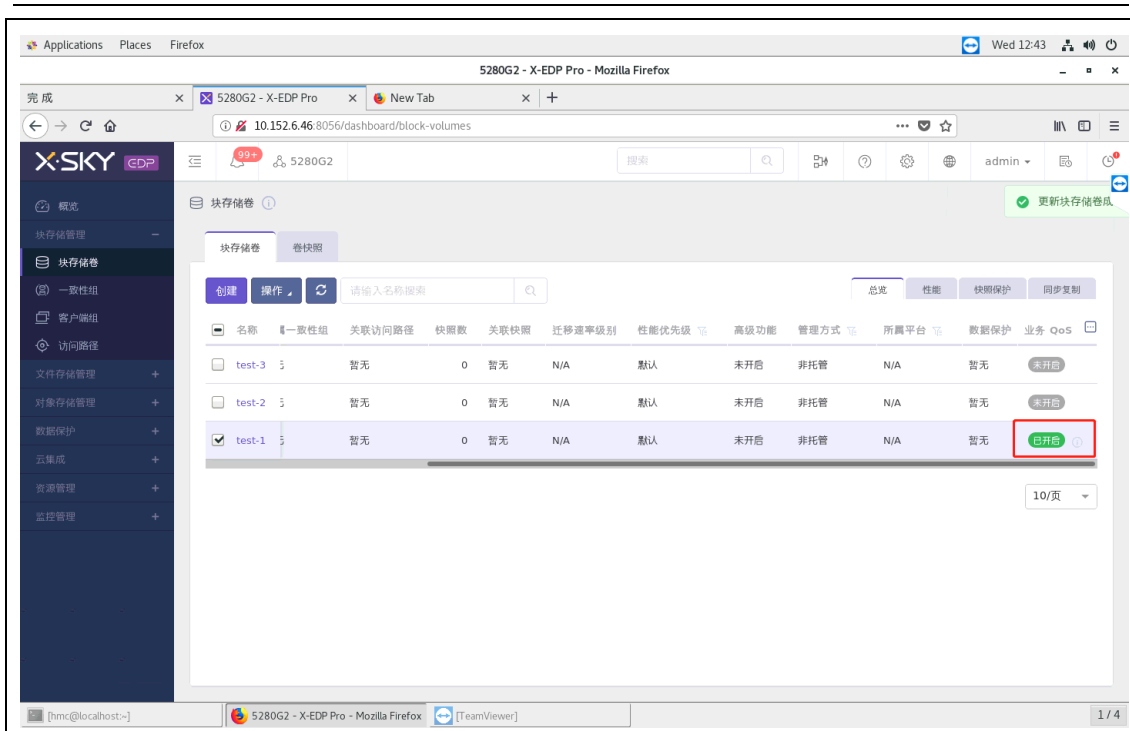 Applications Places Firefox Wed 12:43
5280G2 - X-EDP Pro - Mozilla Firefox
完成 5280G2 - X-EDP Pro New Tab
10.152.6.46:8056/dashboard/block-volumes
X·SKY EDP 99+ 5280G2 搜索 admin
概览
块存储管理
块存储卷
一致性组
客户端组
访问路径
文件存储管理
对象存储管理
数据保护
云集成
资源管理
监控管理
块存储卷 更新块存储卷成
块存储卷 卷快照
创建 操作 请输入名称搜索 总览 性能 快照保护 同步复制
名称 一致性组 关联访问路径 快照数 关联快照 迁移速率级别 性能优先级 高级功能 管理方式 所属平台 数据保护 业务 QoS
test-3 暂无 0 暂无 N/A 默认 未开启 非托管 N/A 暂无 未开启
test-2 暂无 0 暂无 N/A 默认 未开启 非托管 N/A 暂无 未开启
test-1 暂无 0 暂无 N/A 默认 未开启 非托管 N/A 暂无 已开启
10/页
[hmc@localhost:~] 5280G2 - X-EDP Pro - Mozilla Firefox [TeamViewer] 1 / 4